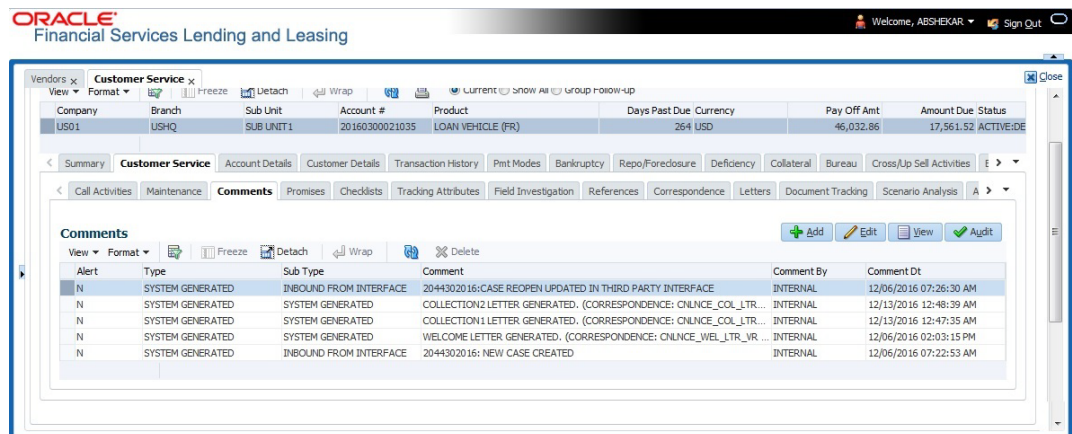 ORACLE
Financial Services Lending and Leasing
Welcome, ABSHEKAR Sign Out
Vendors x Customer Service x Close
View Format Freeze Detach Wrap Current Show All Group Follow-up
Company Branch Sub Unit Account # Product Days Past Due Currency Pay Off Amt Amount Due Status
US01 USHQ SUB UNIT1 20160300021035 LOAN VEHICLE (FR) 264 USD 46,032.86 17,561.52 ACTIVE:DE
Summary Customer Service Account Details Customer Details Transaction History Pmt Modes Bankruptcy Repo/Foreclosure Deficiency Collateral Bureau Cross/Up Sell Activities
Call Activities Maintenance Comments Promises Checklists Tracking Attributes Field Investigation References Correspondence Letters Document Tracking Scenario Analysis A
Comments Add Edit View Audit
View Format Freeze Detach Wrap Delete
Alert Type Sub Type Comment Comment By Comment Dt
N SYSTEM GENERATED INBOUND FROM INTERFACE 2044302016:CASE REOPEN UPDATED IN THIRD PARTY INTERFACE INTERNAL 12/06/2016 07:26:30 AM
N SYSTEM GENERATED SYSTEM GENERATED COLLECTION2 LETTER GENERATED. (CORRESPONDENCE: CNLNCE_COL_LTR... INTERNAL 12/13/2016 12:48:39 AM
N SYSTEM GENERATED SYSTEM GENERATED COLLECTION1 LETTER GENERATED. (CORRESPONDENCE: CNLNCE_COL_LTR... INTERNAL 12/13/2016 12:47:35 AM
N SYSTEM GENERATED SYSTEM GENERATED WELCOME LETTER GENERATED. (CORRESPONDENCE: CNLNCE_WEL_LTR_VR ... INTERNAL 12/06/2016 02:03:15 PM
N SYSTEM GENERATED INBOUND FROM INTERFACE 2044302016: NEW CASE CREATED INTERNAL 12/06/2016 07:22:53 AM